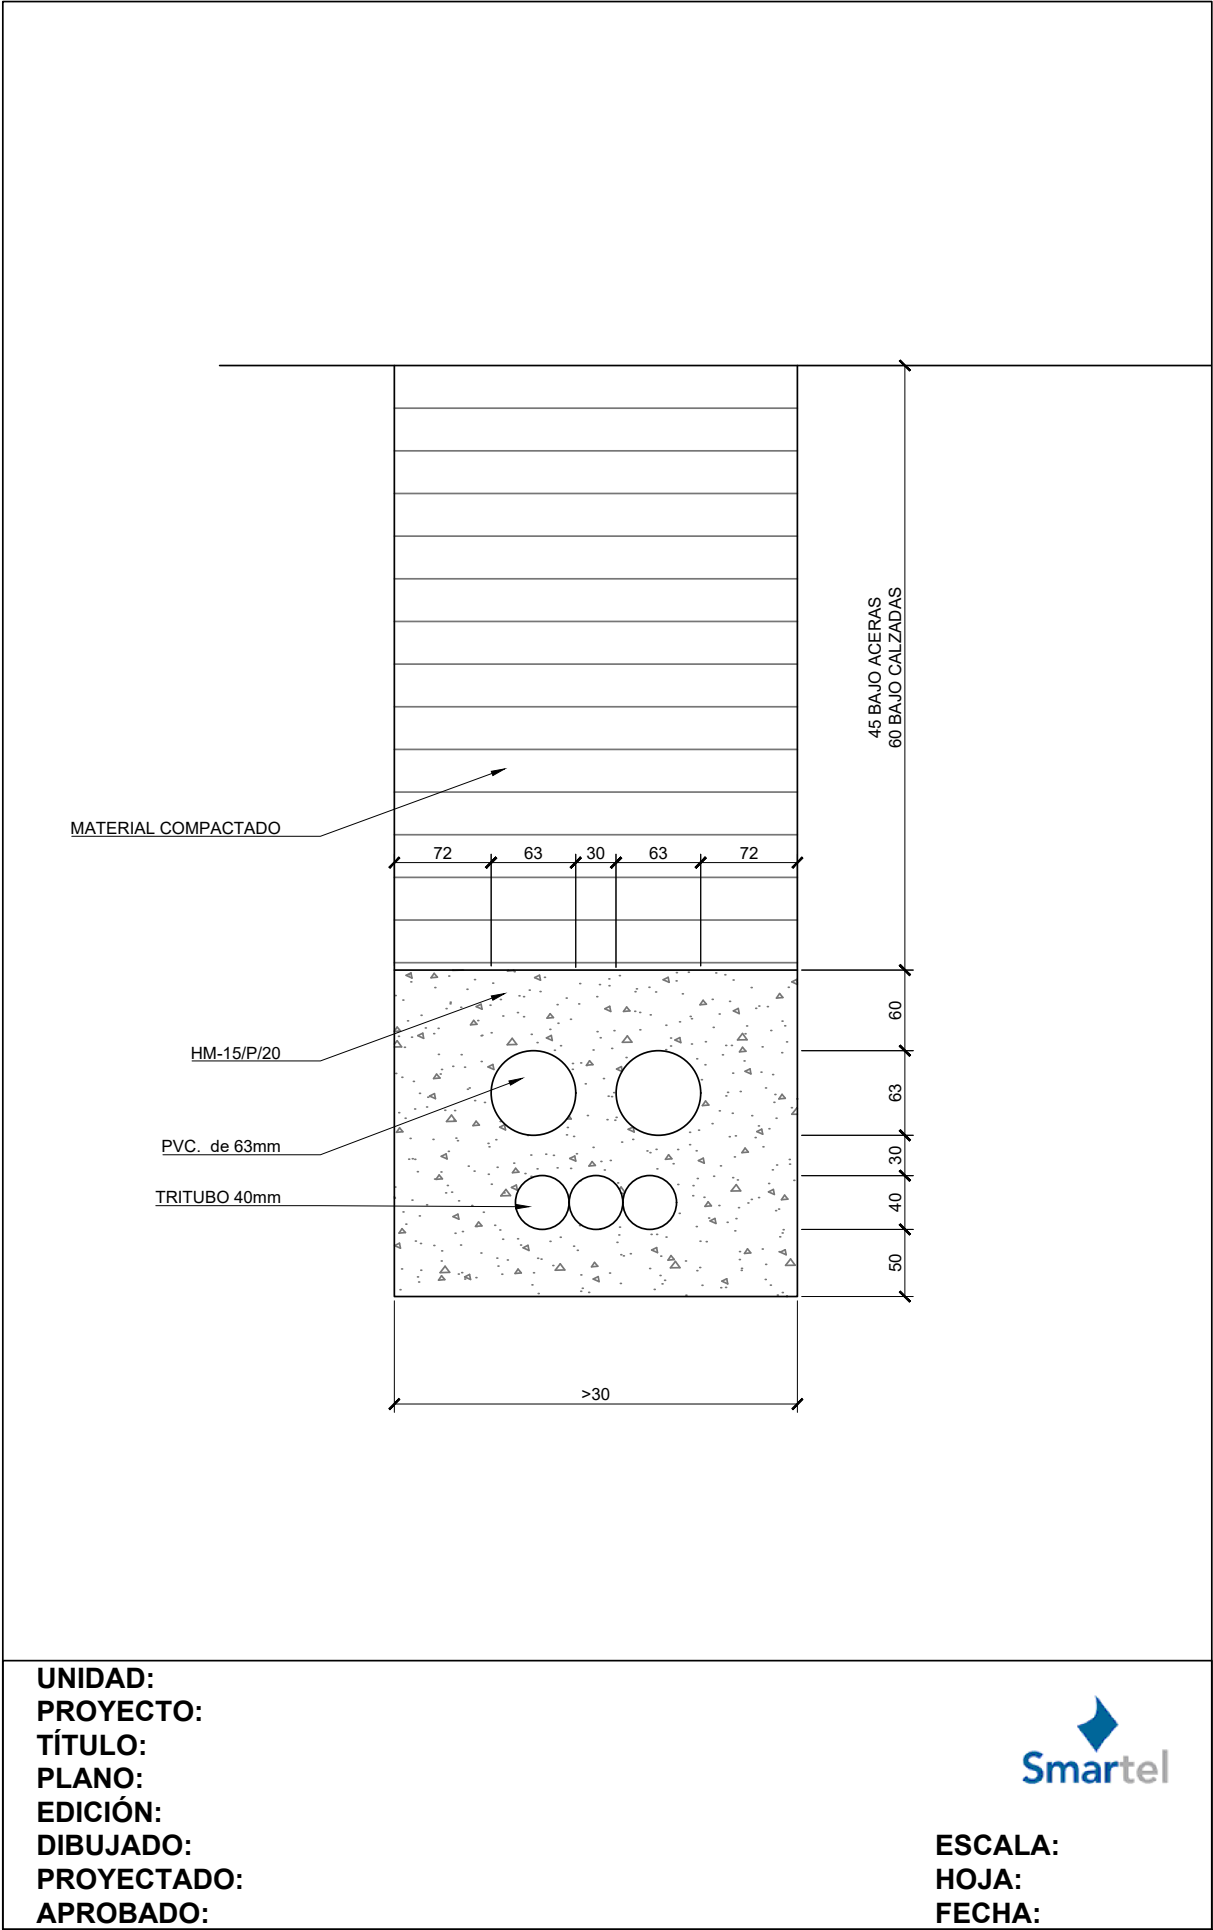 45 BAJO ACERAS
60 BAJO CALZADAS
MATERIAL COMPACTADO
72 63 30 63 72
60
HM-15/P/20
63
PVC. de 63mm
30
TRITUBO 40mm
40
50
>30
UNIDAD:
PROYECTO:
TÍTULO:
PLANO:
EDICIÓN:
DIBUJADO:
PROYECTADO:
APROBADO:
Smartel
ESCALA:
HOJA:
FECHA: